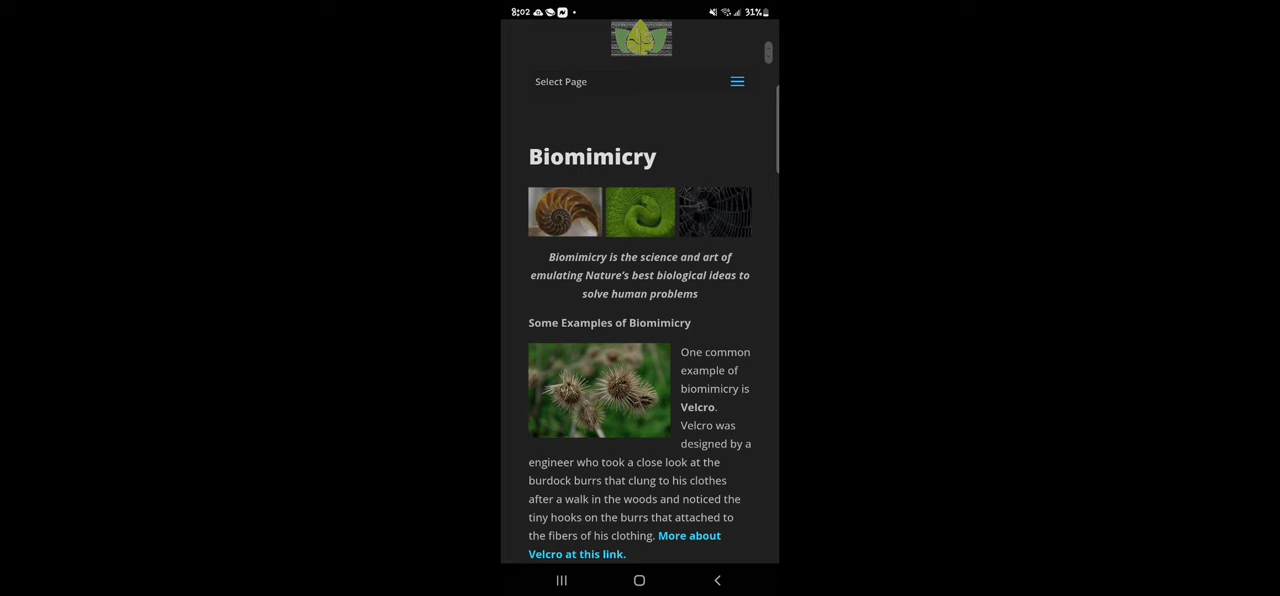 8:02 31%
Select Page
Biomimicry
Biomimicry is the science and art of
emulating Nature's best biological ideas to
solve human problems
Some Examples of Biomimicry
One common
example of
biomimicry is
Velcro.
Velcro was
designed by a
engineer who took a close look at the
burdock burrs that clung to his clothes
after a walk in the woods and noticed the
tiny hooks on the burrs that attached to
the fibers of his clothing. More about
Velcro at this link.